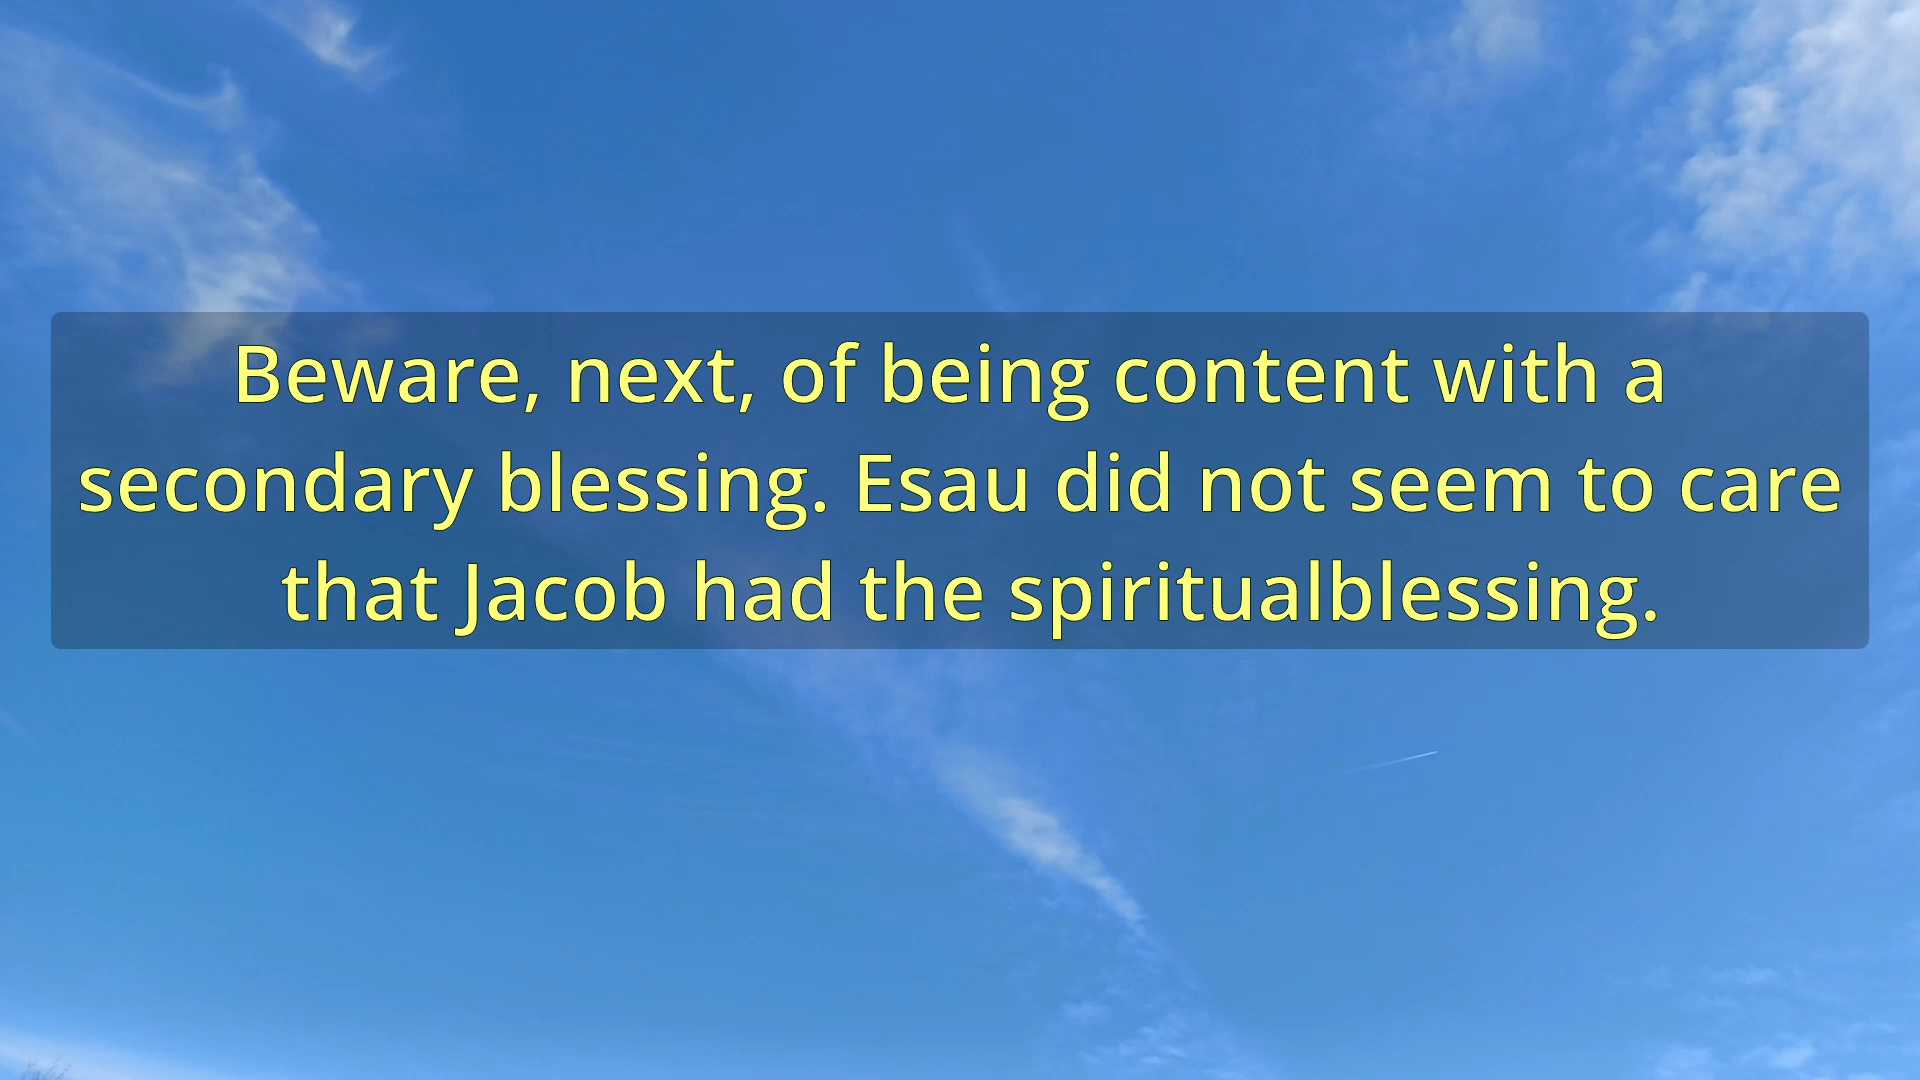 Beware, next, of being content with a
secondary blessing. Esau did not seem to care
that Jacob had the spiritualblessing.